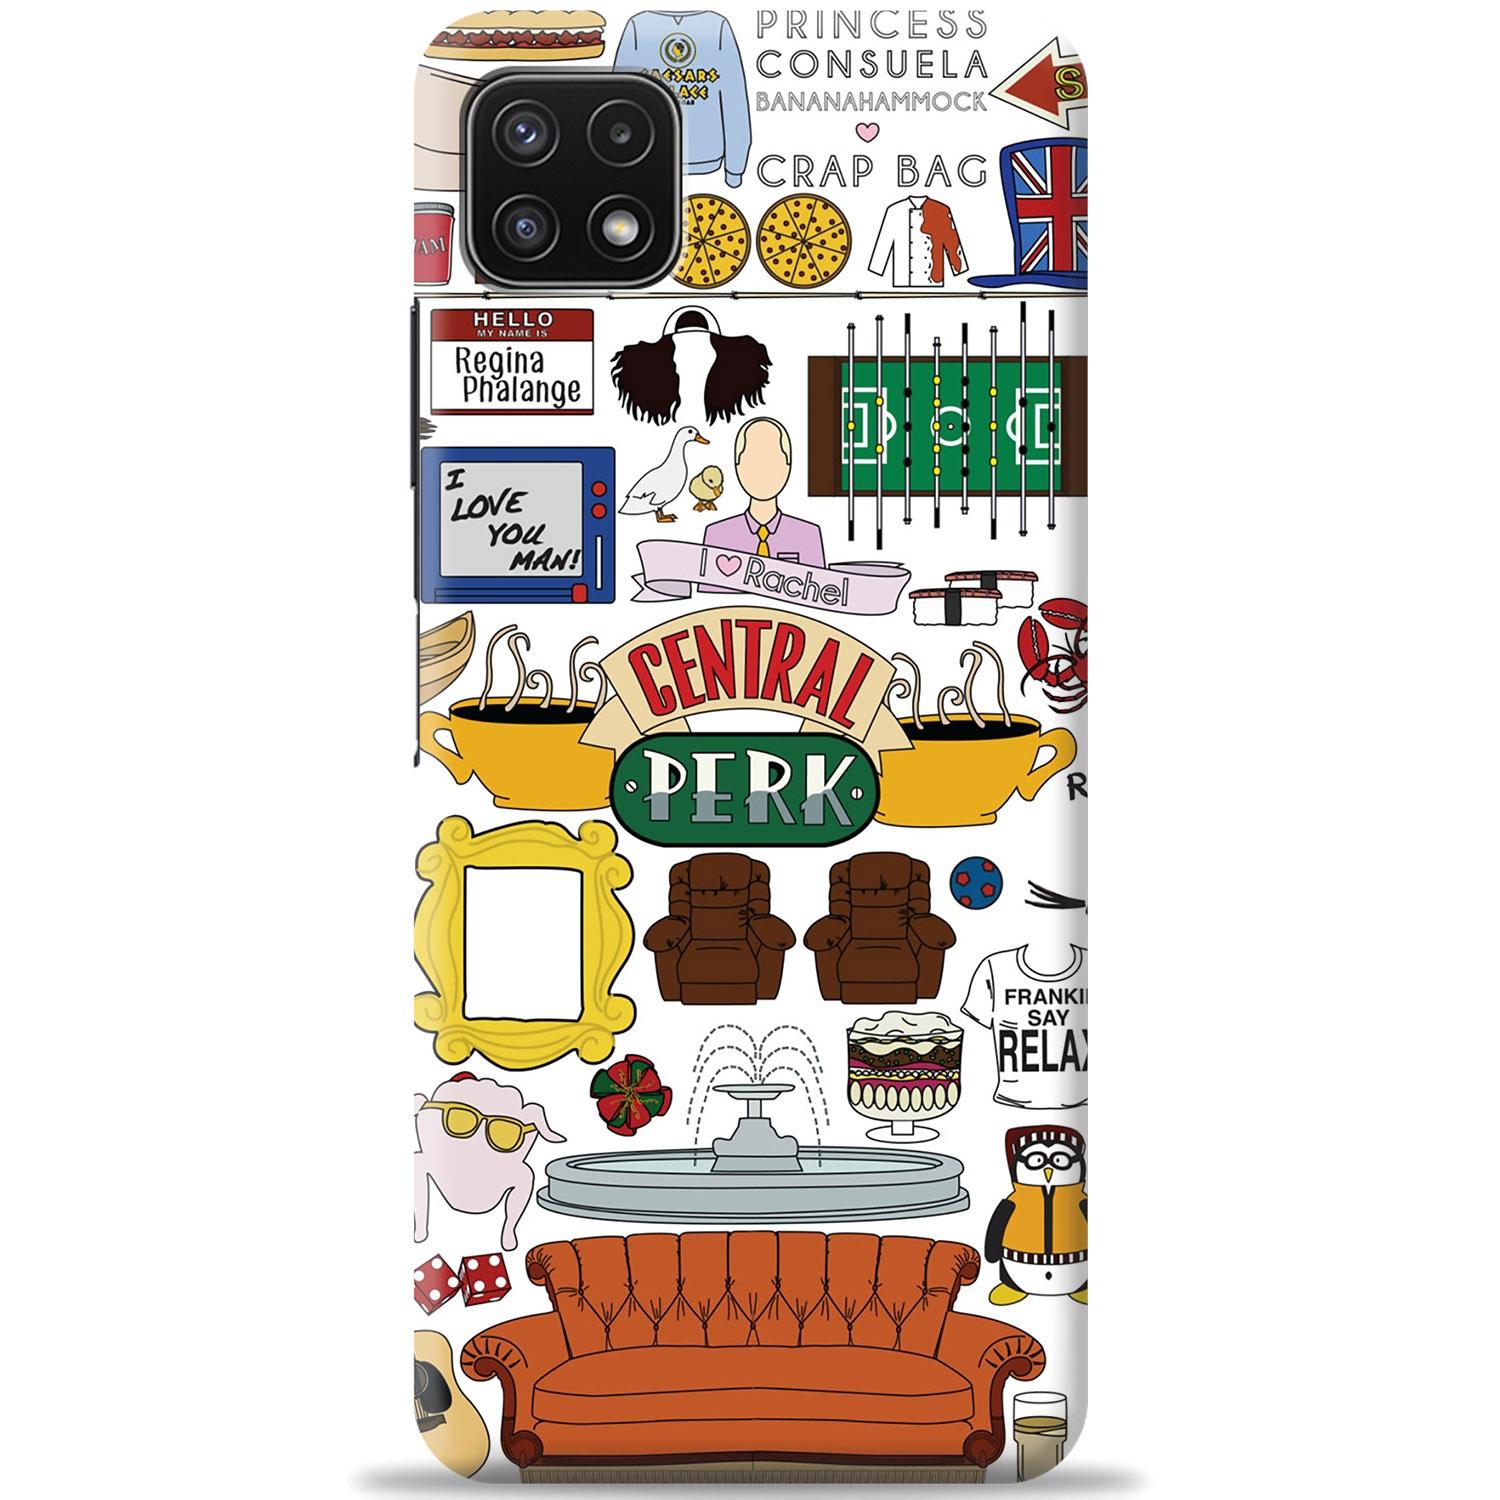 PRINCESS
CONSUELA
BANANAHAMMOCK
CRAP BAG
HELLO
MY NAME IS
Regina
Phalange
I
LOVE
YOU
MAN!
I ♥ Rachel
CENTRAL
PERK
FRANKI
SAY
RELAX